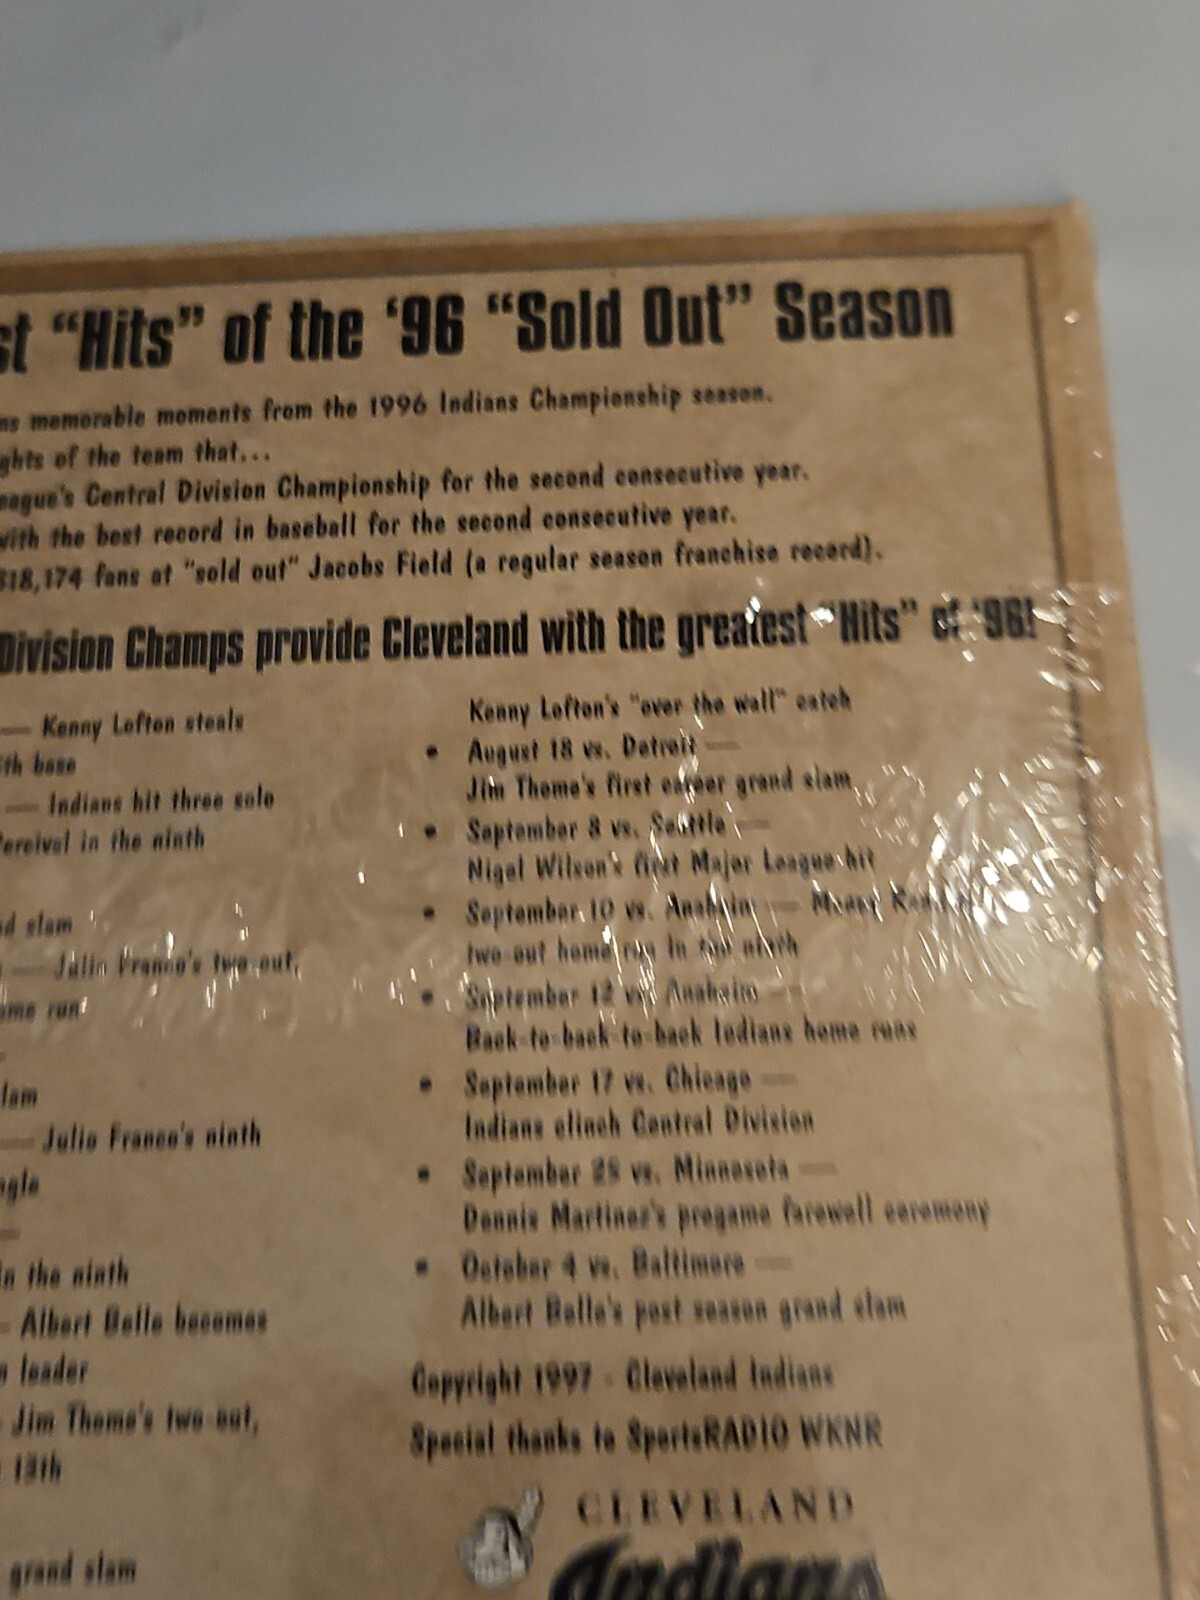 st “Hits” of the ‘96 “Sold Out” Season
ns memorable moments from the 1996 Indians Championship season.
ghts of the team that...
eague's Central Division Championship for the second consecutive year.
with the best record in baseball for the second consecutive year.
318,174 fans at "sold out" Jacobs Field (a regular season franchise record).
Division Champs provide Cleveland with the greatest “Hits” of ‘96!
— Kenny Lofton steals
th base
— Indians hit three solo
Percival in the ninth
nd slam
— Julio Franco's two-out,
ome run
lam
— Julio Franco's ninth
ngle
—
in the ninth
– Albert Belle becomes
n leader
- Jim Thome's two-out,
13th
grand slam
Kenny Lofton's "over the wall" catch
• August 18 vs. Detroit —
Jim Thome's first career grand slam
• September 8 vs. Seattle —
Nigel Wilson's first Major League hit
• September 10 vs. Anaheim —
two-out home run in the ninth
• September 12 vs. Anaheim —
Back-to-back-to-back Indians home runs
• September 17 vs. Chicago —
Indians clinch Central Division
• September 25 vs. Minnesota —
Dennis Martinez's pregame farewell ceremony
• October 4 vs. Baltimore —
Albert Belle's post season grand slam
Copyright 1997 - Cleveland Indians
Special thanks to SportsRADIO WKNR
CLEVELAND
Indians